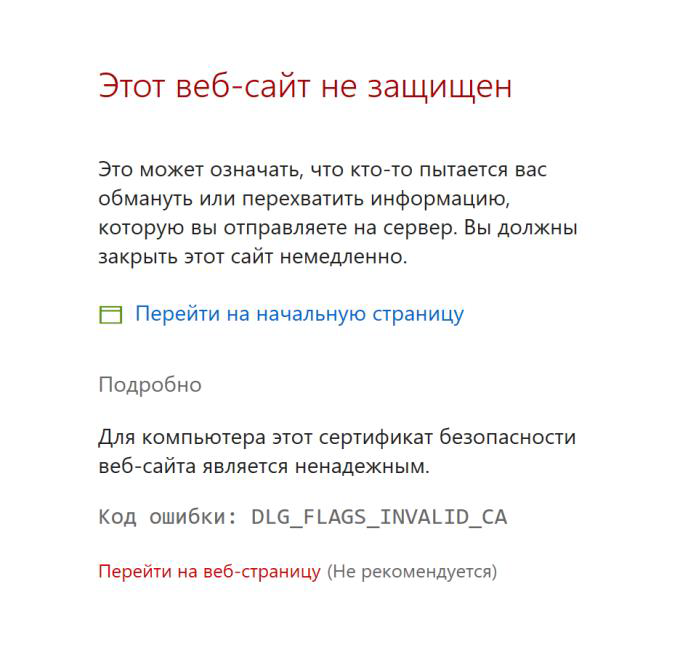 Этот веб-сайт не защищен
Это может означать, что кто-то пытается вас
обмануть или перехватить информацию,
которую вы отправляете на сервер. Вы должны
закрыть этот сайт немедленно.
Перейти на начальную страницу
Подробно
Для компьютера этот сертификат безопасности
веб-сайта является ненадежным.
Код ошибки: DLG_FLAGS_INVALID_CA
Перейти на веб-страницу (Не рекомендуется)